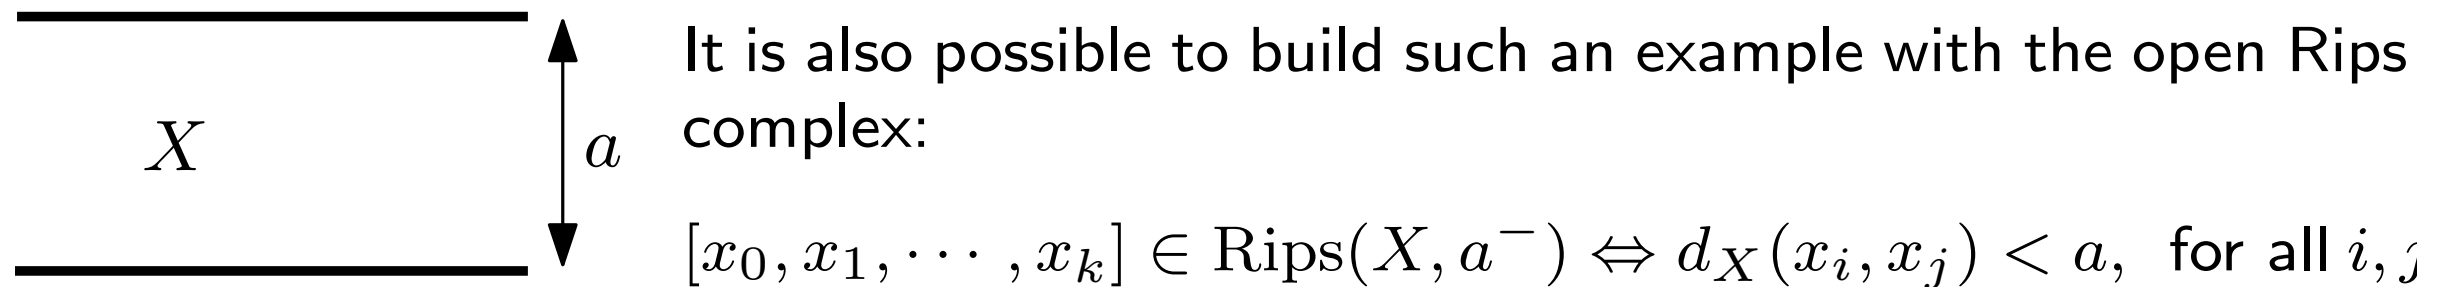 It is also possible to build such an example with the open Rips
complex:
X
a
[x_0, x_1, ⋯ , x_k] ∈ Rips(X, a^−) ⇔ d_X(x_i, x_j) < a, for all i,